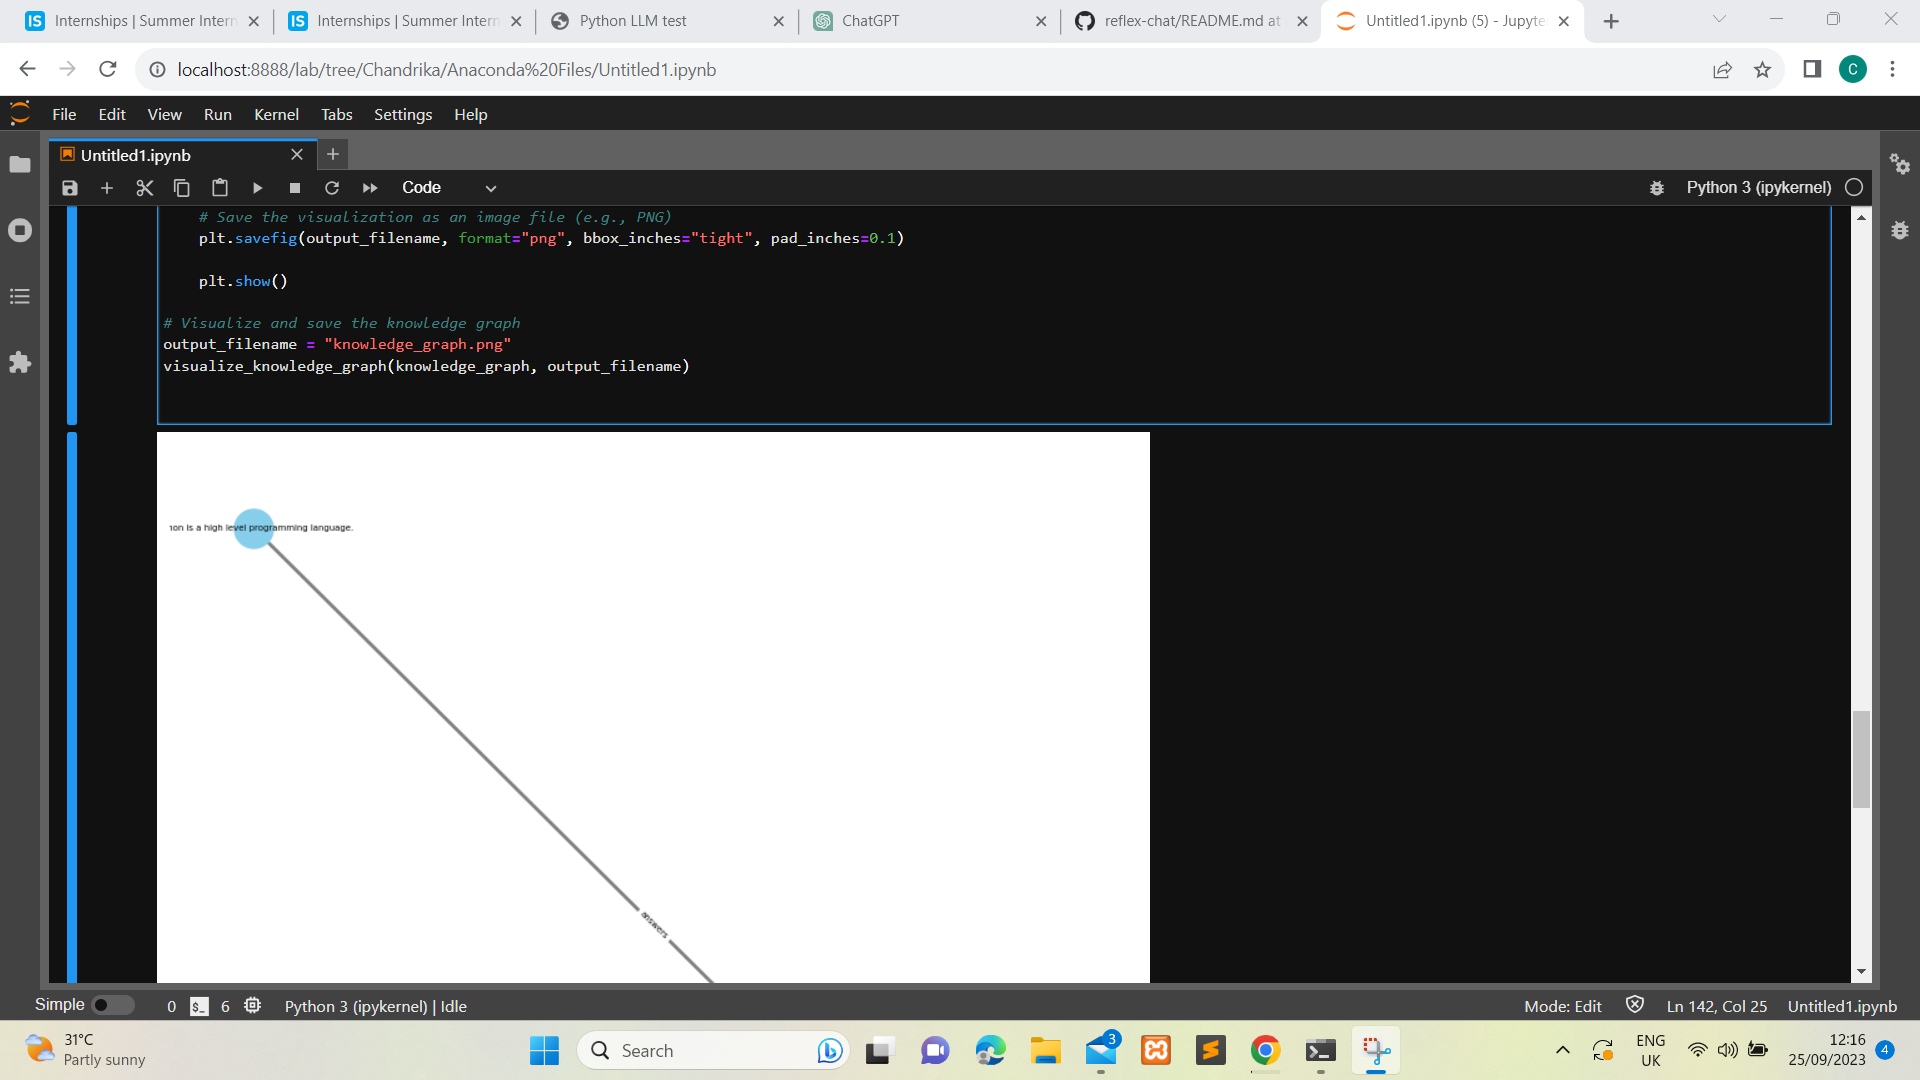 Internships | Summer Intern
Internships | Summer Intern
Python LLM test
ChatGPT
reflex-chat/README.md at
Untitled1.ipynb (5) - Jupyte
localhost:8888/lab/tree/Chandrika/Anaconda%20Files/Untitled1.ipynb
C
File Edit View Run Kernel Tabs Settings Help
Untitled1.ipynb
Code
Python 3 (ipykernel)
# Save the visualization as an image file (e.g., PNG)
plt.savefig(output_filename, format="png", bbox_inches="tight", pad_inches=0.1)
plt.show()
# Visualize and save the knowledge graph
output_filename = "knowledge_graph.png"
visualize_knowledge_graph(knowledge_graph, output_filename)
on is a high level programming language.
answers
Simple 0 $_ 6 Python 3 (ipykernel) | Idle Mode: Edit Ln 142, Col 25 Untitled1.ipynb
31°C
Partly sunny
Search
3
ENG
UK
12:16
25/09/2023
4